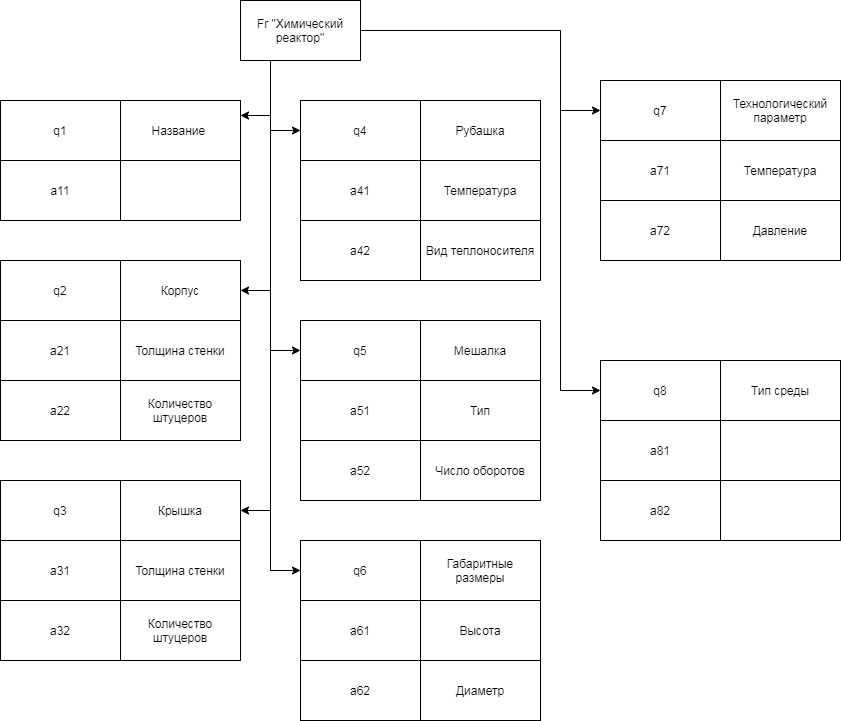 Fr "Химический
реактор"
q1 Название
a11
q2 Корпус
a21 Толщина стенки
a22 Количество
штуцеров
q3 Крышка
a31 Толщина стенки
a32 Количество
штуцеров
q4 Рубашка
a41 Температура
a42 Вид теплоносителя
q5 Мешалка
a51 Тип
a52 Число оборотов
q6 Габаритные
размеры
a61 Высота
a62 Диаметр
q7 Технологический
параметр
a71 Температура
a72 Давление
q8 Тип среды
a81
a82